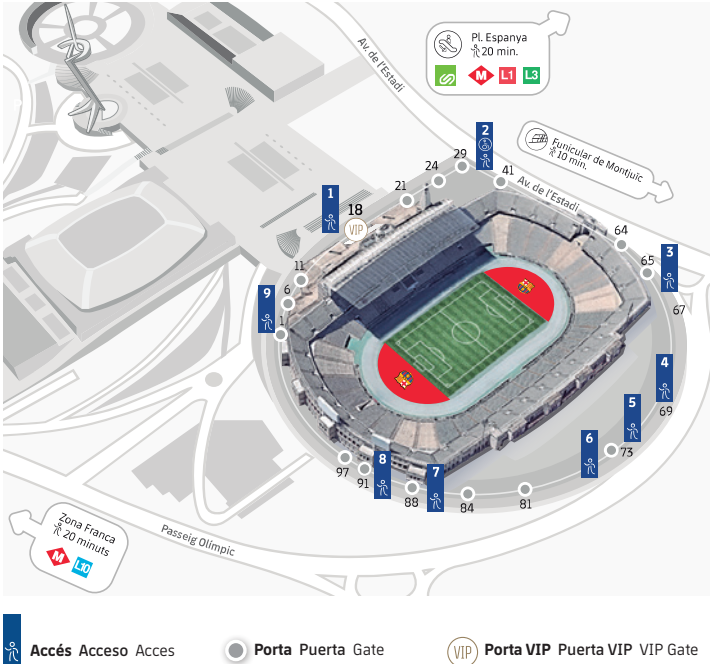 Pl. Espanya
20 min.
M L1 L3
Av. de l'Estadi
Funicular de Montjuïc
10 min.
Av. de l'Estadi
2
29
24
41
21
1
18
VIP
64
3
65
11
6
9
1
67
4
69
5
73
6
97
91
8
88
7
84
81
Zona Franca
20 minuts
M L10
Passeig Olímpic
Accés Acceso Acces
Porta Puerta Gate
VIP Porta VIP Puerta VIP VIP Gate